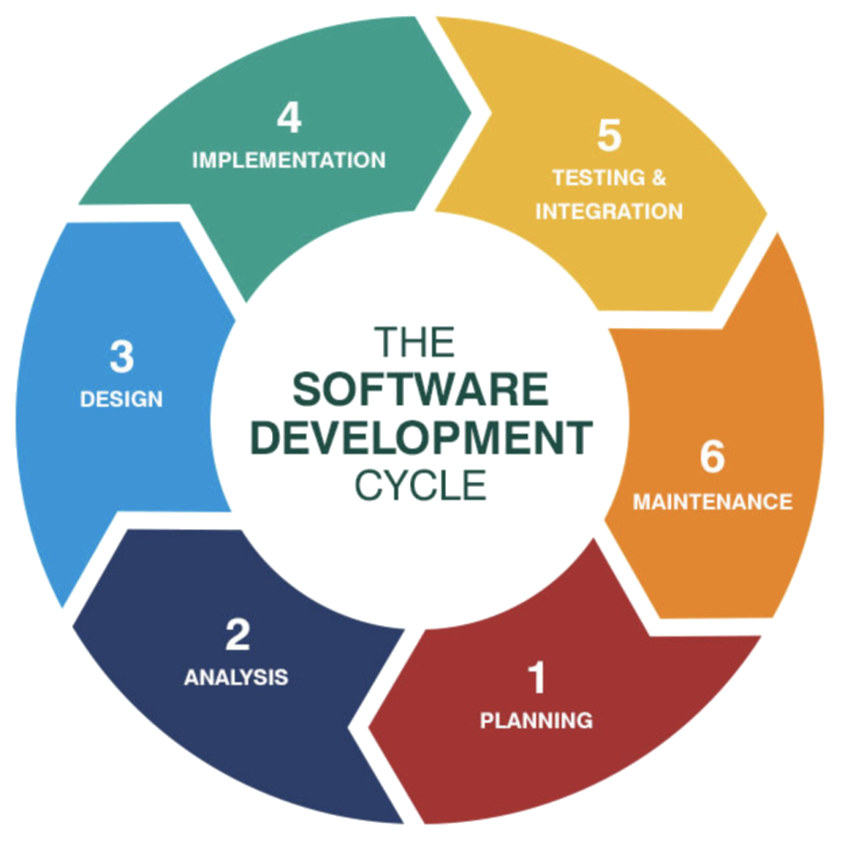 THE
SOFTWARE
DEVELOPMENT
CYCLE
1
PLANNING
2
ANALYSIS
3
DESIGN
4
IMPLEMENTATION
5
TESTING &
INTEGRATION
6
MAINTENANCE